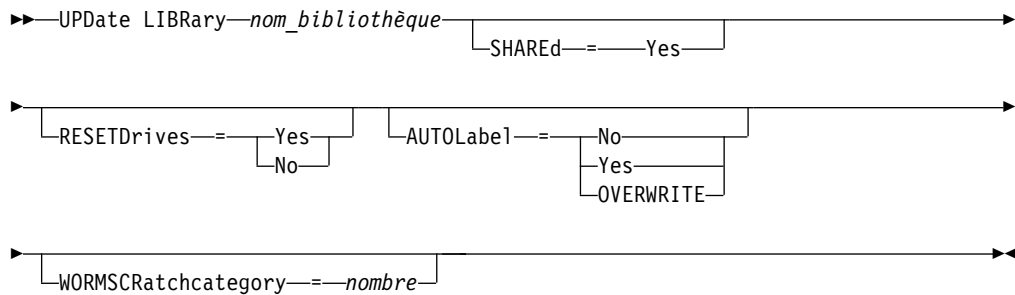 UPDate LIBRary nom_bibliothèque
SHAREd = Yes
RESETDrives = Yes
No
AUTOLabel = No
Yes
OVERWRITE
WORMSCRatchcategory = nombre